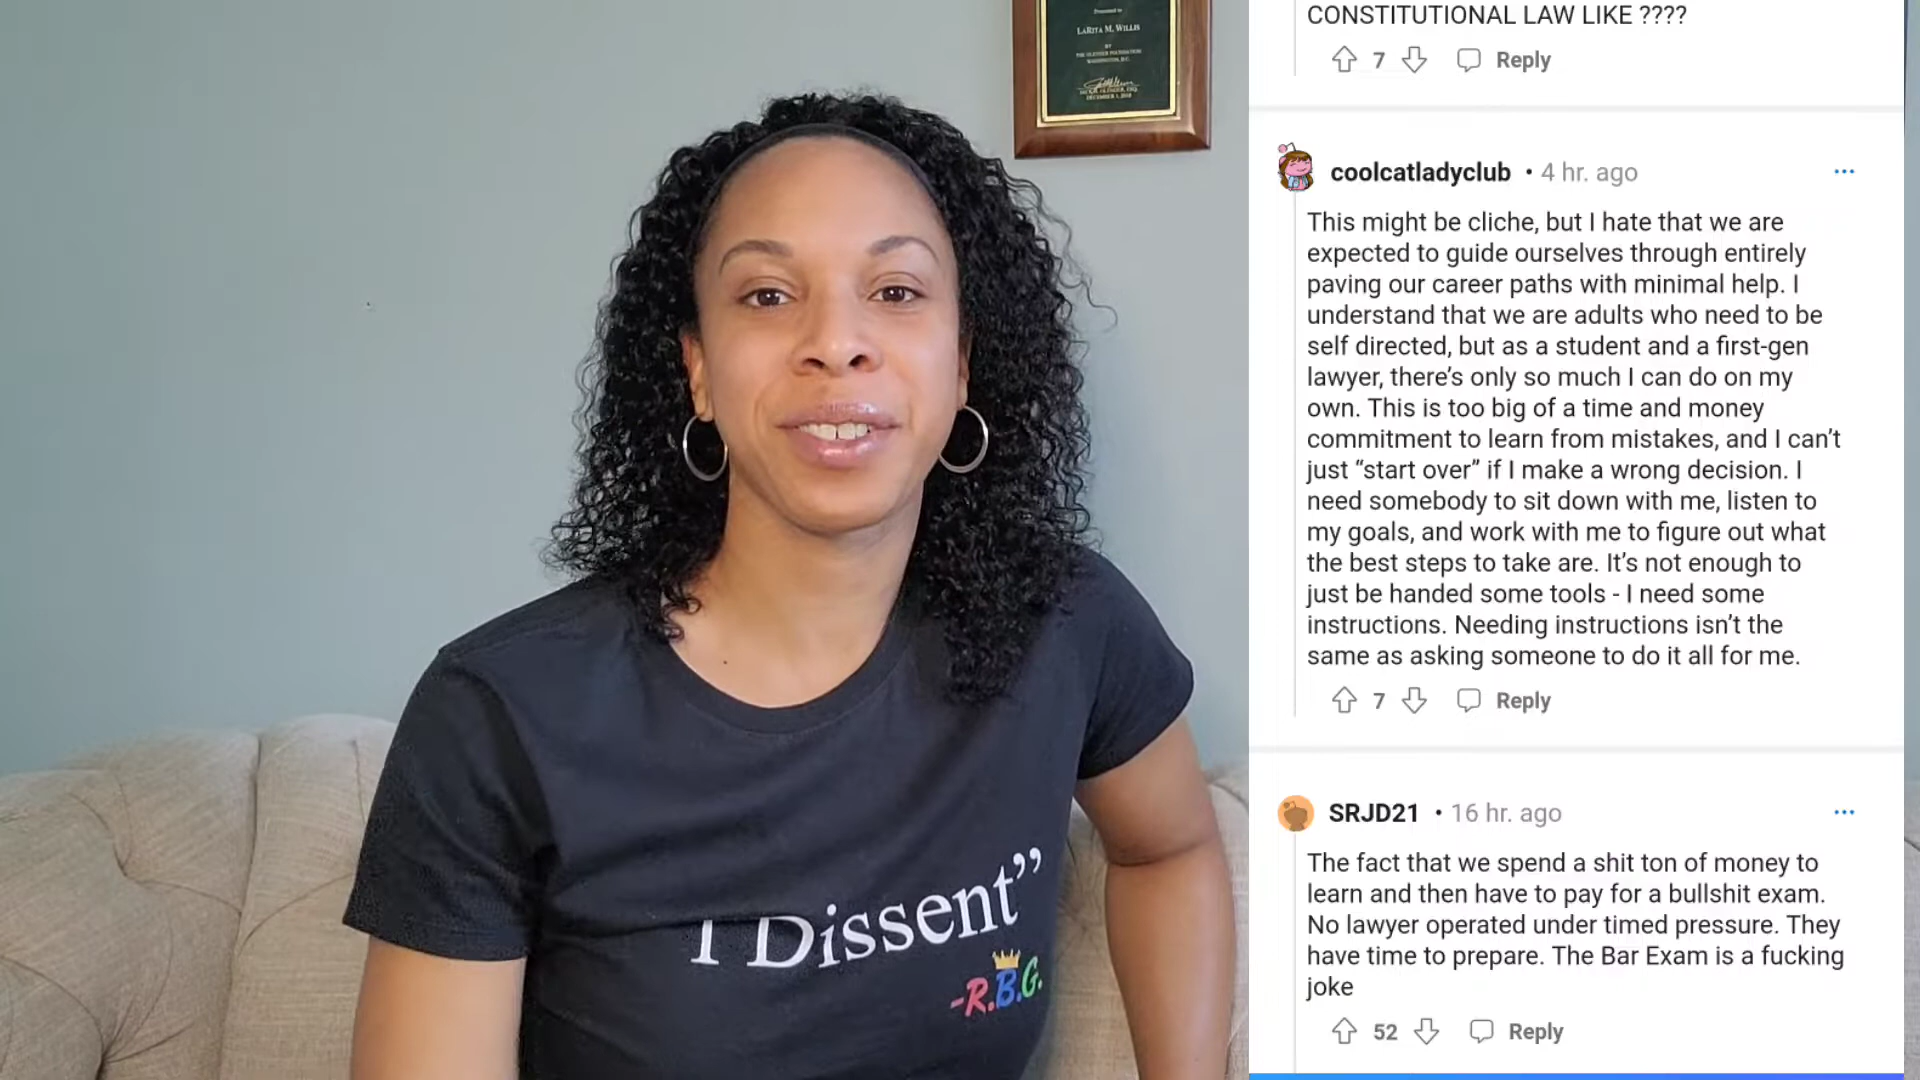 Presented to
LARITA M. WILLIS
BY
WASHINGTON, D.C.
DECEMBER 1, 2018
I Dissent”
-R.B.G.
CONSTITUTIONAL LAW LIKE ????
7 Reply
coolcatladyclub • 4 hr. ago
This might be cliche, but I hate that we are
expected to guide ourselves through entirely
paving our career paths with minimal help. I
understand that we are adults who need to be
self directed, but as a student and a first-gen
lawyer, there’s only so much I can do on my
own. This is too big of a time and money
commitment to learn from mistakes, and I can’t
just “start over” if I make a wrong decision. I
need somebody to sit down with me, listen to
my goals, and work with me to figure out what
the best steps to take are. It’s not enough to
just be handed some tools - I need some
instructions. Needing instructions isn’t the
same as asking someone to do it all for me.
7 Reply
SRJD21 • 16 hr. ago
The fact that we spend a shit ton of money to
learn and then have to pay for a bullshit exam.
No lawyer operated under timed pressure. They
have time to prepare. The Bar Exam is a fucking
joke
52 Reply